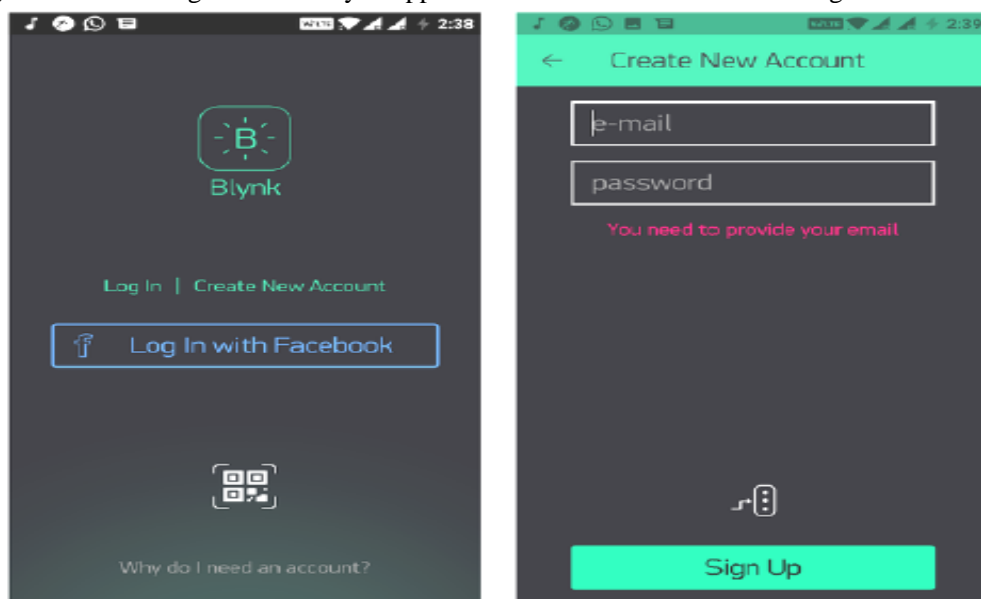 2:38
B
Blynk
Log In | Create New Account
f Log In with Facebook
Why do I need an account?
2:39
← Create New Account
e-mail
password
You need to provide your email
Sign Up